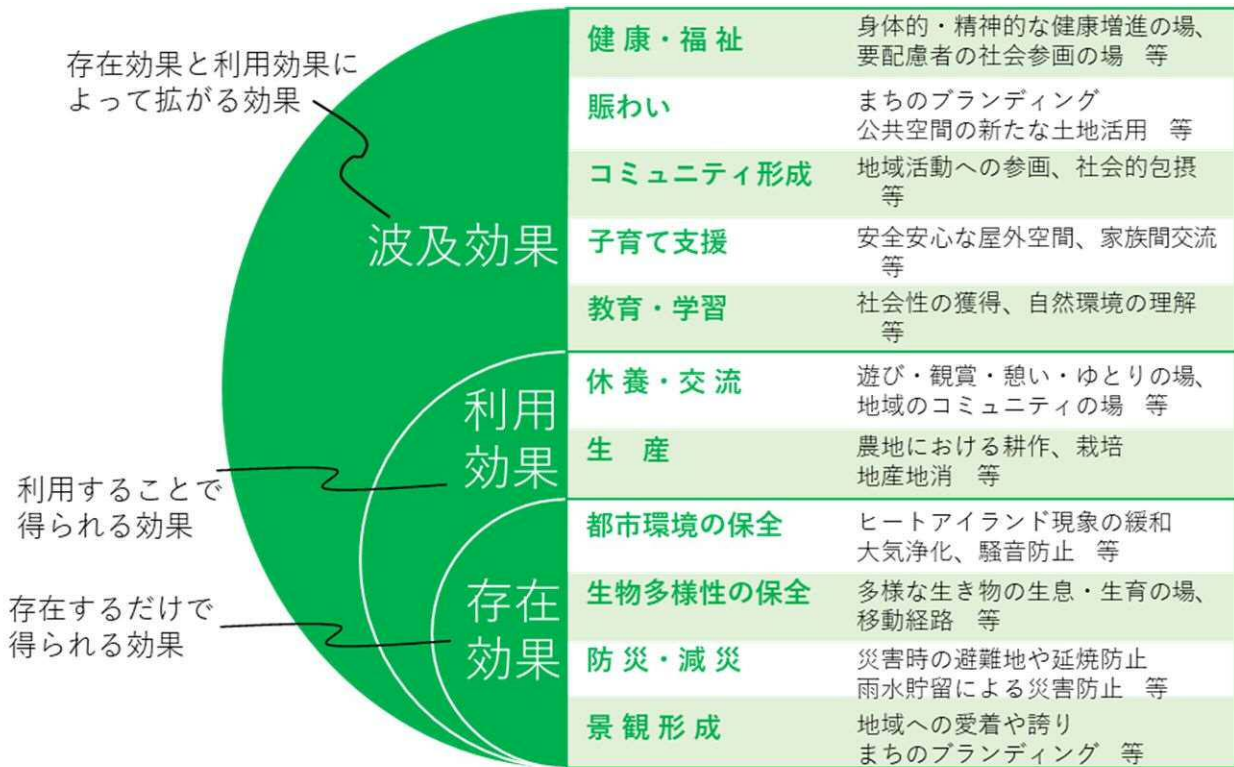 存在効果と利用効果に
よって拡がる効果
波及効果
利用
効果
利用することで
得られる効果
存在
効果
存在するだけで
得られる効果
健康・福祉
身体的・精神的な健康増進の場、
要配慮者の社会参画の場 等
賑わい
まちのブランディング
公共空間の新たな土地活用 等
コミュニティ形成
地域活動への参画、社会的包摂
等
子育て支援
安全安心な屋外空間、家族間交流
等
教育・学習
社会性の獲得、自然環境の理解
等
休養・交流
遊び・観賞・憩い・ゆとりの場、
地域のコミュニティの場 等
生 産
農地における耕作、栽培
地産地消 等
都市環境の保全
ヒートアイランド現象の緩和
大気浄化、騒音防止 等
生物多様性の保全
多様な生き物の生息・生育の場、
移動経路 等
防災・減災
災害時の避難地や延焼防止
雨水貯留による災害防止 等
景観形成
地域への愛着や誇り
まちのブランディング 等